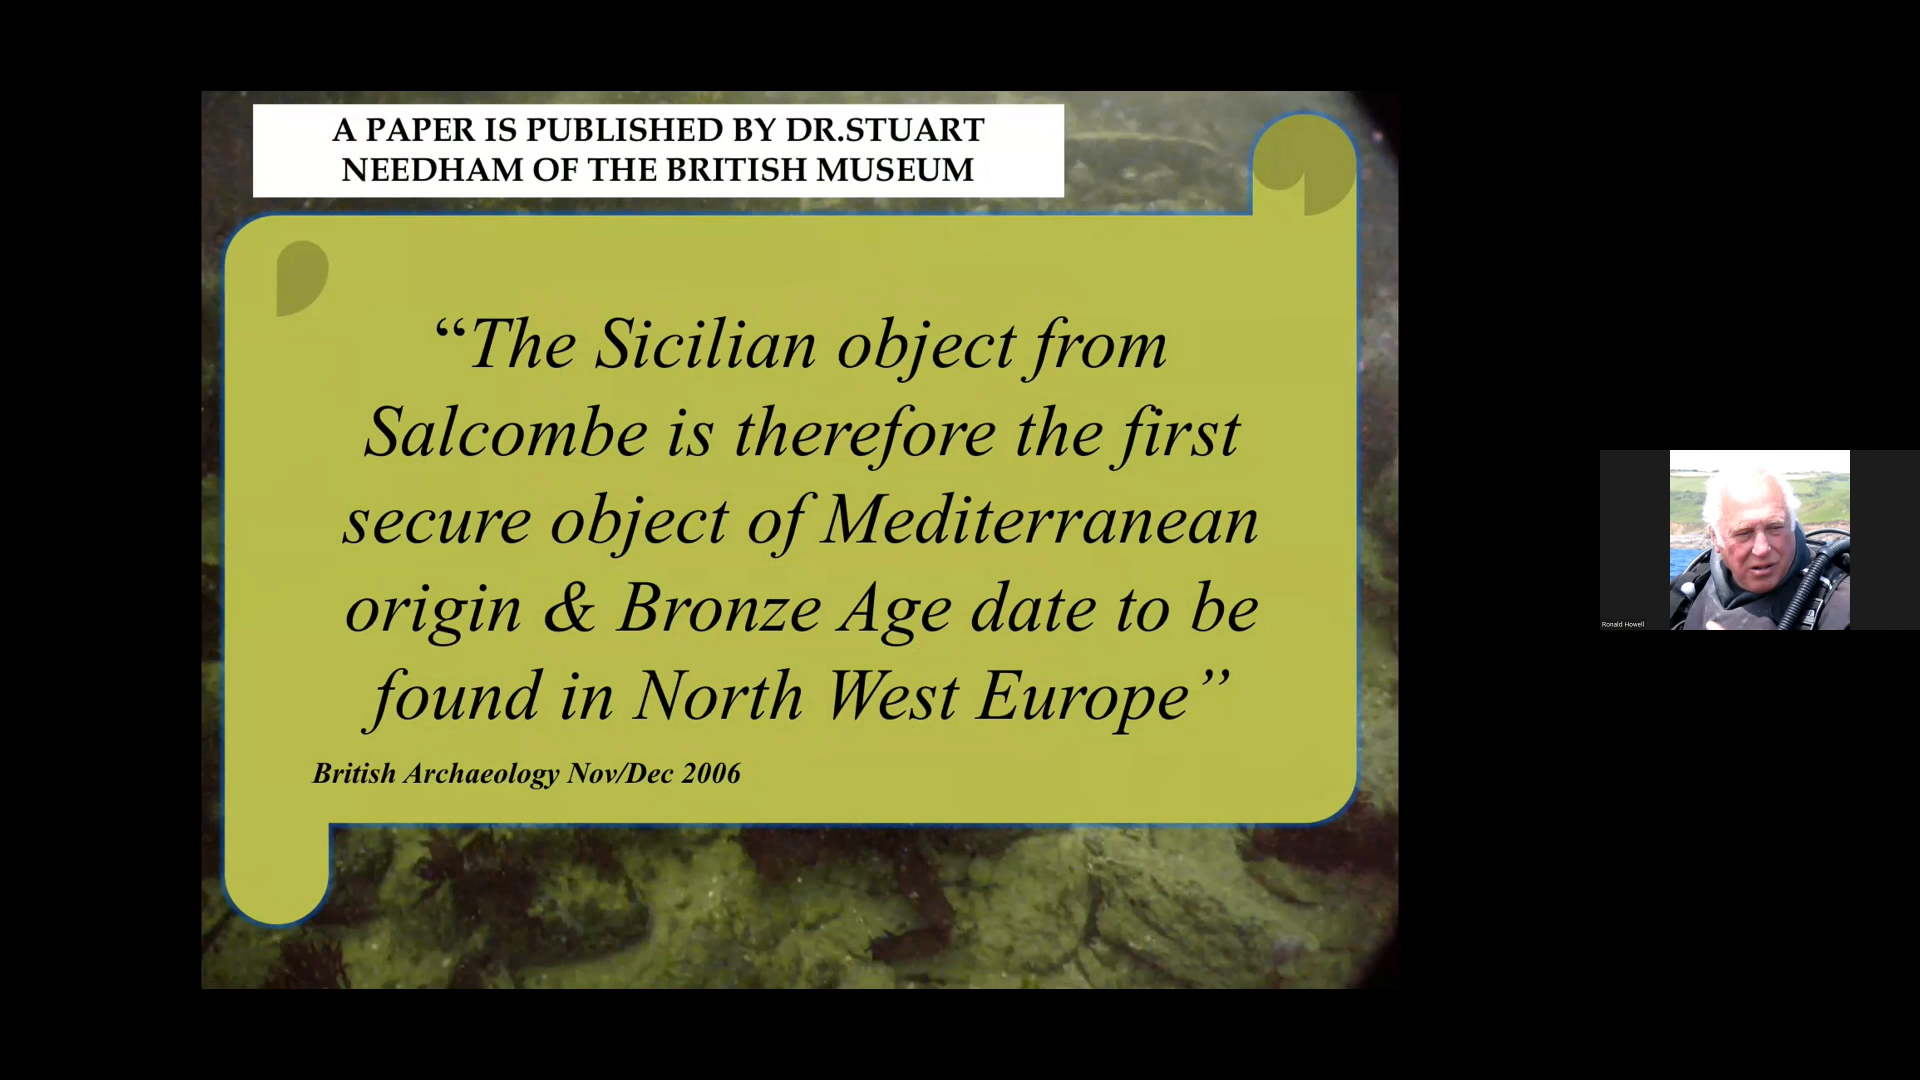 A PAPER IS PUBLISHED BY DR.STUART
NEEDHAM OF THE BRITISH MUSEUM
“The Sicilian object from
Salcombe is therefore the first
secure object of Mediterranean
origin & Bronze Age date to be
found in North West Europe”
British Archaeology Nov/Dec 2006
Ronald Howell